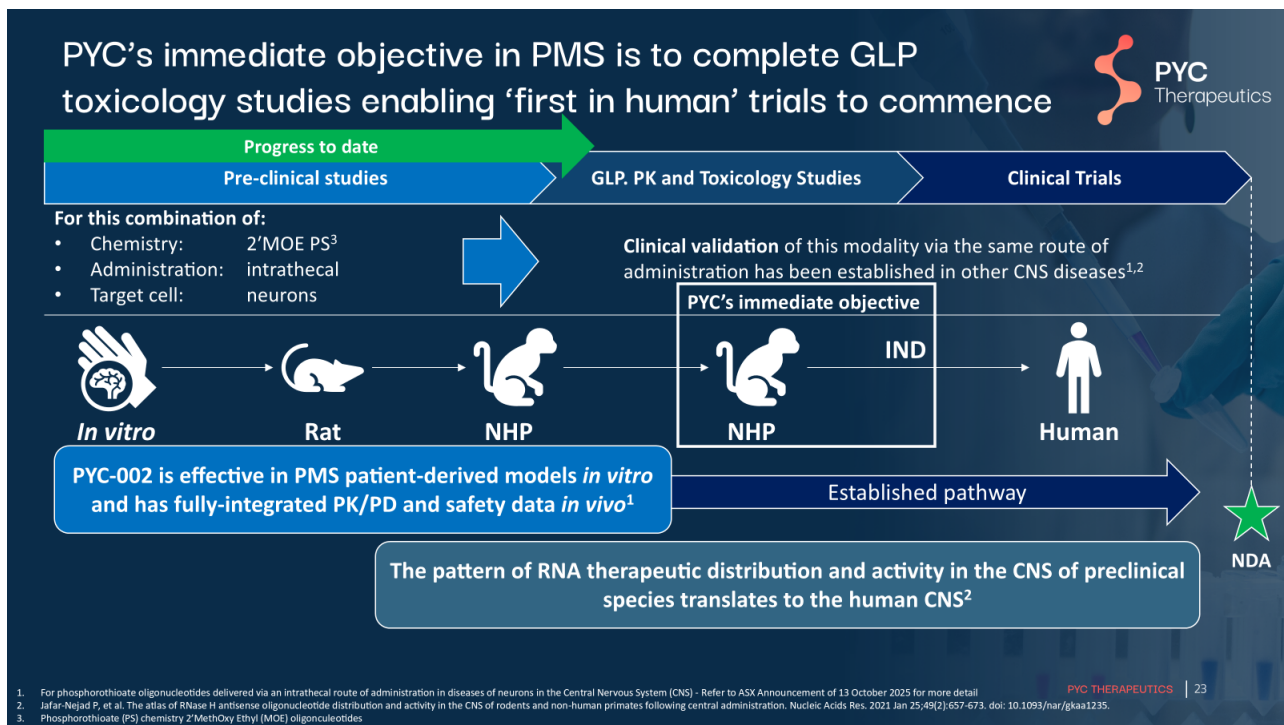 PYC's immediate objective in PMS is to complete GLP
toxicology studies enabling 'first in human' trials to commence
PYC
Therapeutics
Progress to date
Pre-clinical studies
GLP. PK and Toxicology Studies
Clinical Trials
For this combination of:
• Chemistry: 2'MOE PS3
• Administration: intrathecal
• Target cell: neurons
Clinical validation of this modality via the same route of
administration has been established in other CNS diseases1,2
PYC's immediate objective
IND
In vitro
Rat
NHP
NHP
Human
PYC-002 is effective in PMS patient-derived models in vitro
and has fully-integrated PK/PD and safety data in vivo1
Established pathway
NDA
The pattern of RNA therapeutic distribution and activity in the CNS of preclinical
species translates to the human CNS2
1. For phosphorothioate oligonucleotides delivered via an intrathecal route of administration in diseases of neurons in the Central Nervous System (CNS) - Refer to ASX Announcement of 13 October 2025 for more detail
2. Jafar-Nejad P, et al. The atlas of RNase H antisense oligonucleotide distribution and activity in the CNS of rodents and non-human primates following central administration. Nucleic Acids Res. 2021 Jan 25;49(2):657-673. doi: 10.1093/nar/gkaa1235.
3. Phosphorothioate (PS) chemistry 2'MethOxy Ethyl (MOE) oligonculeotides
PYC THERAPEUTICS | 23